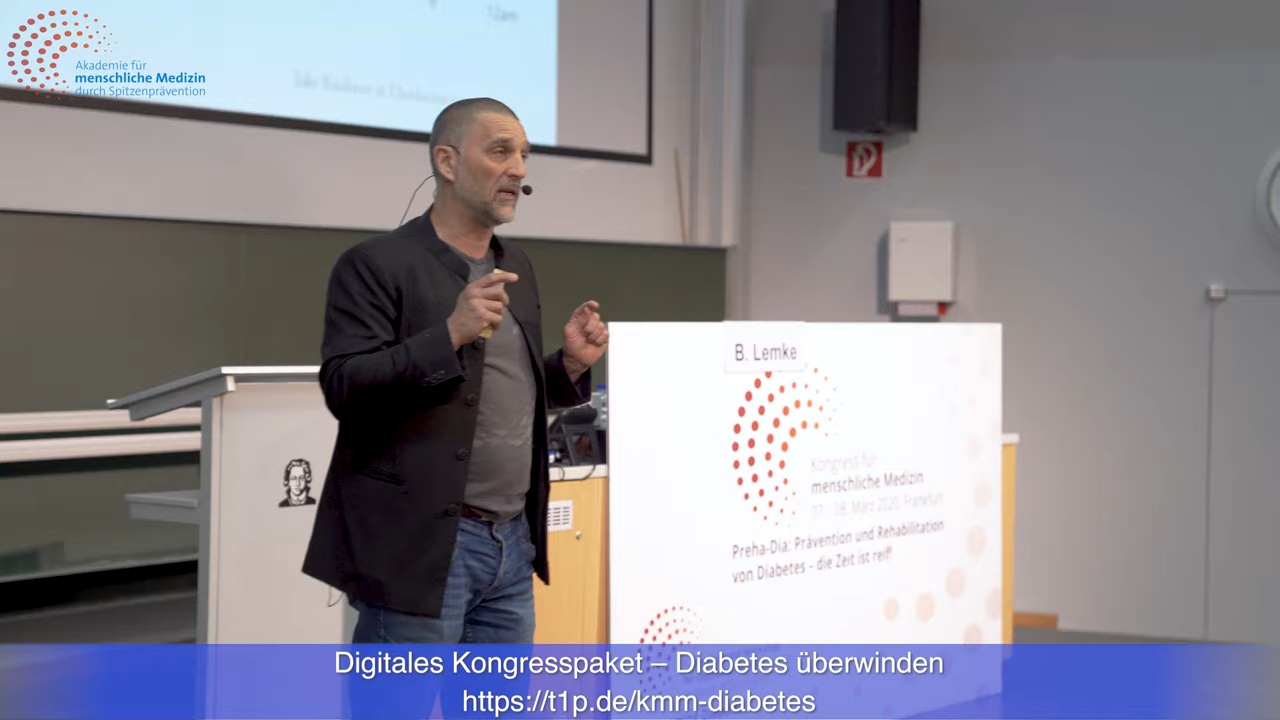 12am
Akademie für
menschliche Medizin
durch Spitzenprävention
B. Lemke
Kongress für
menschliche Medizin
07. - 08. März 2020, Frankfurt
Preha-Dia: Prävention und Rehabilitation
von Diabetes – die Zeit ist reif!
Digitales Kongresspaket – Diabetes überwinden
https://t1p.de/kmm-diabetes